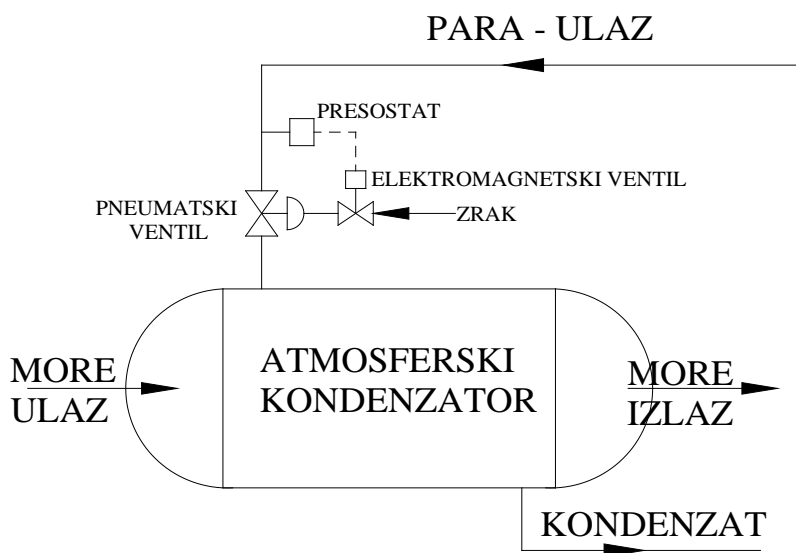 PARA - ULAZ
PRESOSTAT
ELEKTROMAGNETSKI VENTIL
PNEUMATSKI
VENTIL
ZRAK
MORE
ULAZ
ATMOSFERSKI
KONDENZATOR
MORE
IZLAZ
KONDENZAT